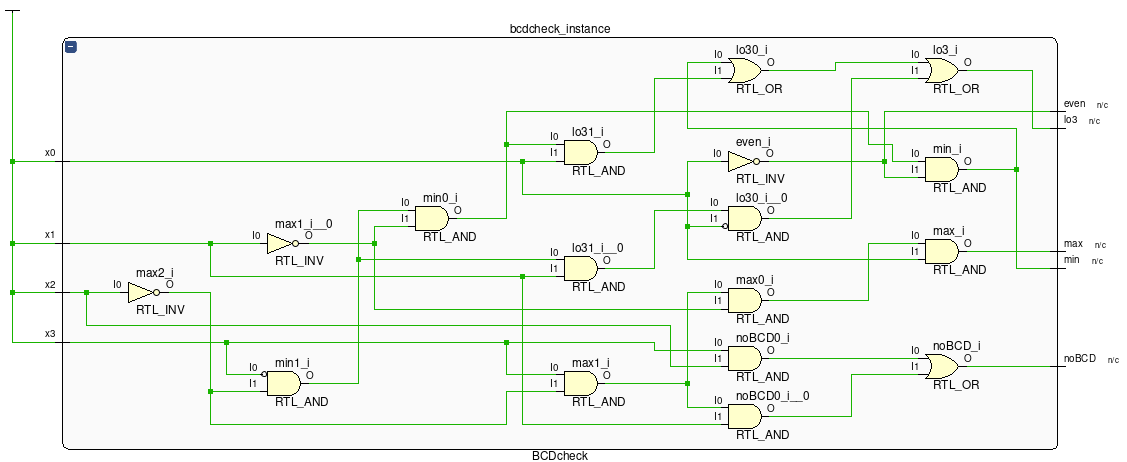 bcdcheck_instance
lo30_i
I0
I1
O
RTL_OR
lo3_i
I0
I1
O
RTL_OR
even n/c
lo3 n/c
lo31_i
I0
I1
O
RTL_AND
even_i
I0
O
RTL_INV
min_i
I0
I1
O
RTL_AND
x0
min0_i
I0
I1
O
RTL_AND
lo30_i__0
I0
I1
O
RTL_AND
max1_i__0
I0
O
RTL_INV
x1
max_i
I0
I1
O
RTL_AND
max n/c
min n/c
lo31_i__0
I0
I1
O
RTL_AND
max2_i
I0
O
RTL_INV
x2
max0_i
I0
I1
O
RTL_AND
x3
noBCD0_i
I0
I1
O
RTL_AND
noBCD_i
I0
I1
O
RTL_OR
noBCD n/c
min1_i
I0
I1
O
RTL_AND
max1_i
I0
I1
O
RTL_AND
noBCD0_i__0
I0
I1
O
RTL_AND
BCDcheck